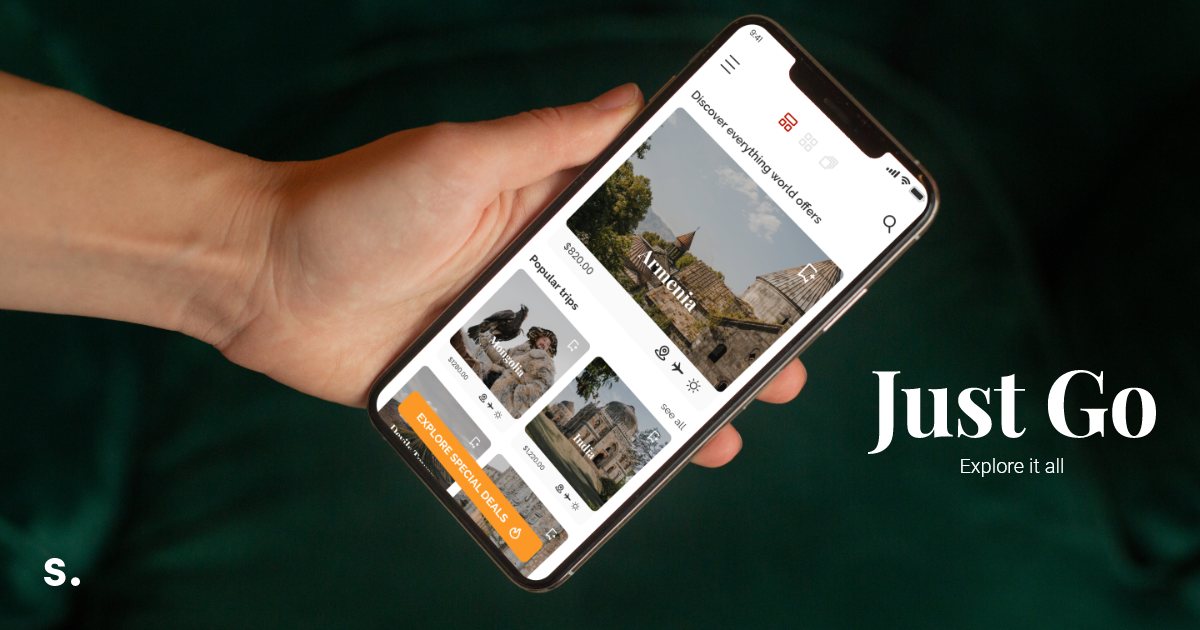 9:41
Discover everything world offers
Armenia
$820.00
Popular trips
see all
Mongolia
$1280.00
India
$1,220.00
EXPLORE SPECIAL DEALS
Just Go
Explore it all
s.